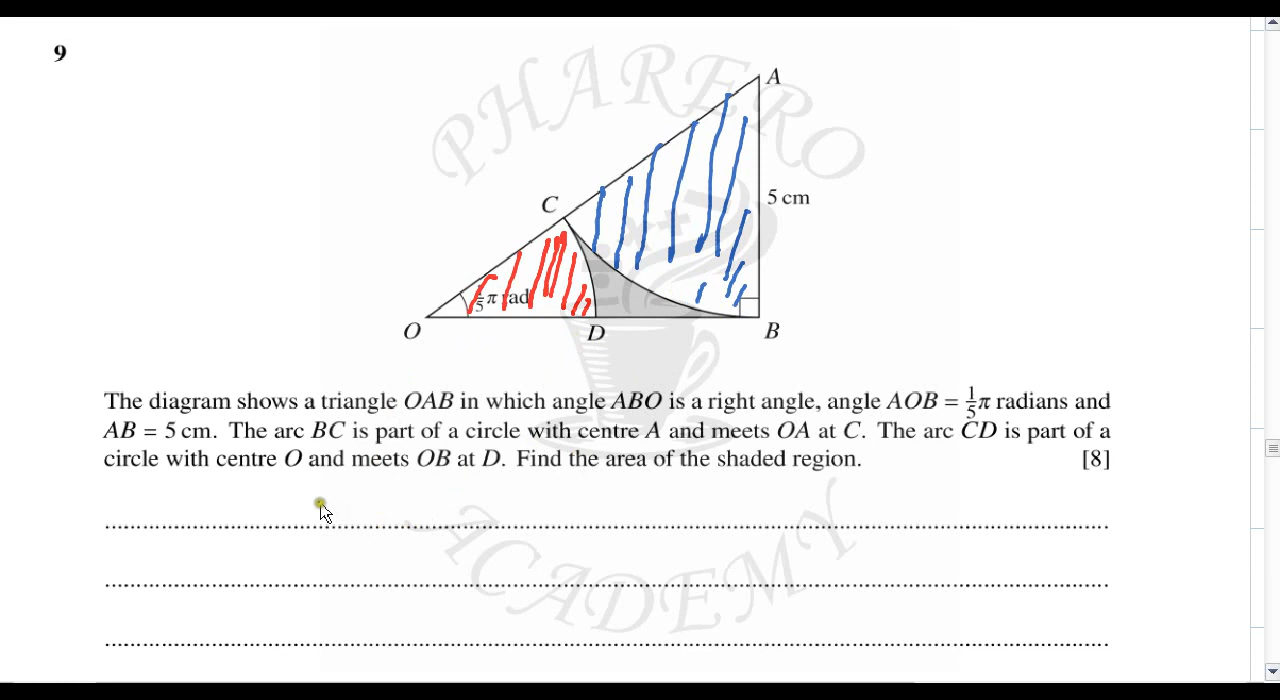 9
PHARERO
A
C
5 cm
1/5 π rad
O
D
B
The diagram shows a triangle OAB in which angle ABO is a right angle, angle AOB = 1/5 π radians and
AB = 5 cm. The arc BC is part of a circle with centre A and meets OA at C. The arc CD is part of a
circle with centre O and meets OB at D. Find the area of the shaded region. [8]
ACADEMY